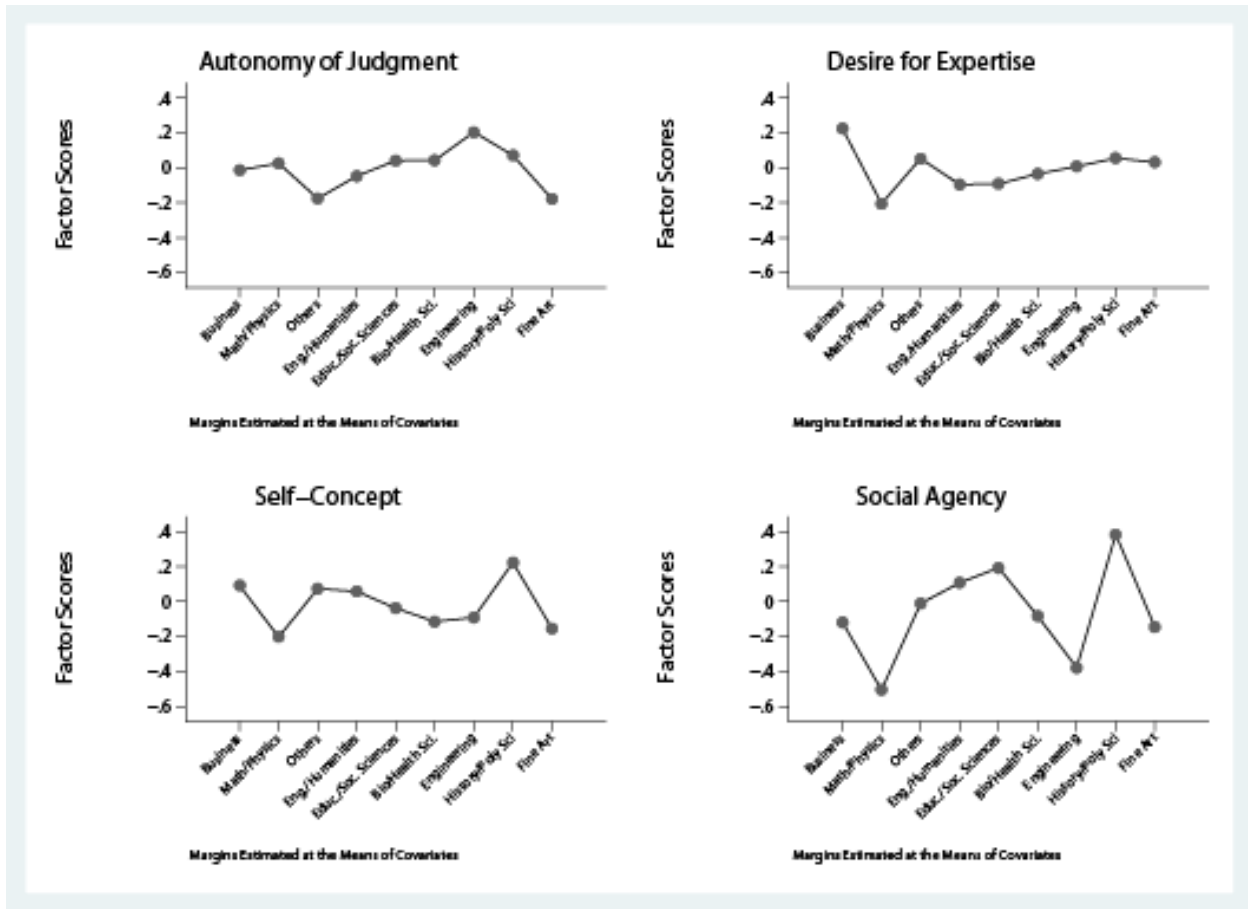 Autonomy of Judgment
Factor Scores
.4
.2
0
–.2
–.4
–.6
Business
Math/Physics
Others
Eng./Humanities
Educ./Soc. Sciences
Bio/Health Sci.
Engineering
History/Poly Sci
Fine Art
Margins Estimated at the Means of Covariates
Desire for Expertise
Factor Scores
.4
.2
0
–.2
–.4
–.6
Business
Math/Physics
Others
Eng./Humanities
Educ./Soc. Sciences
Bio/Health Sci.
Engineering
History/Poly Sci
Fine Art
Margins Estimated at the Means of Covariates
Self–Concept
Factor Scores
.4
.2
0
–.2
–.4
–.6
Business
Math/Physics
Others
Eng./Humanities
Educ./Soc. Sciences
Bio/Health Sci.
Engineering
History/Poly Sci
Fine Art
Margins Estimated at the Means of Covariates
Social Agency
Factor Scores
.4
.2
0
–.2
–.4
–.6
Business
Math/Physics
Others
Eng./Humanities
Educ./Soc. Sciences
Bio/Health Sci.
Engineering
History/Poly Sci
Fine Art
Margins Estimated at the Means of Covariates